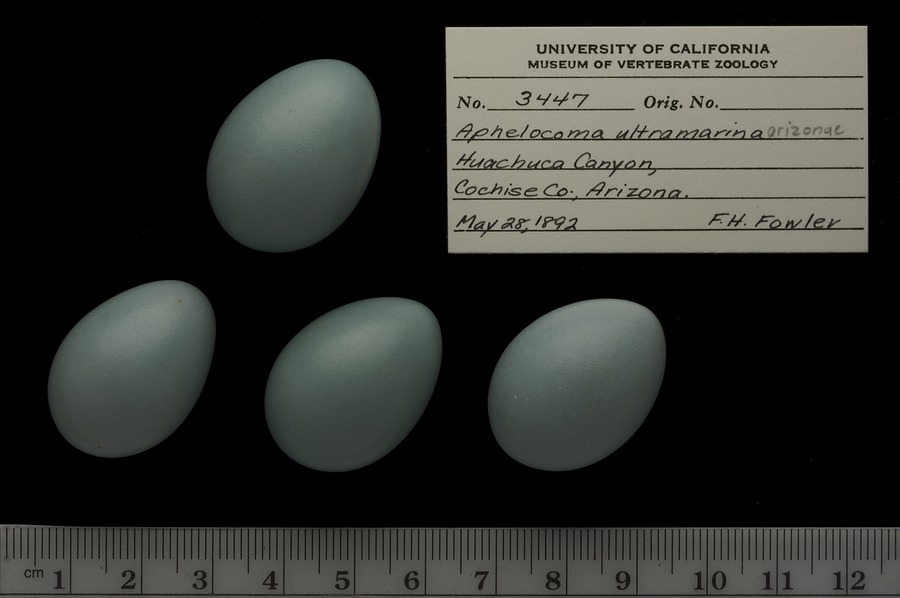 UNIVERSITY OF CALIFORNIA
MUSEUM OF VERTEBRATE ZOOLOGY
No. 3447 Orig. No.
Aphelocoma ultramarina arizonae
Huachuca Canyon,
Cochise Co., Arizona.
May 28, 1892 F.H. Fowler
cm 1 2 3 4 5 6 7 8 9 10 11 12